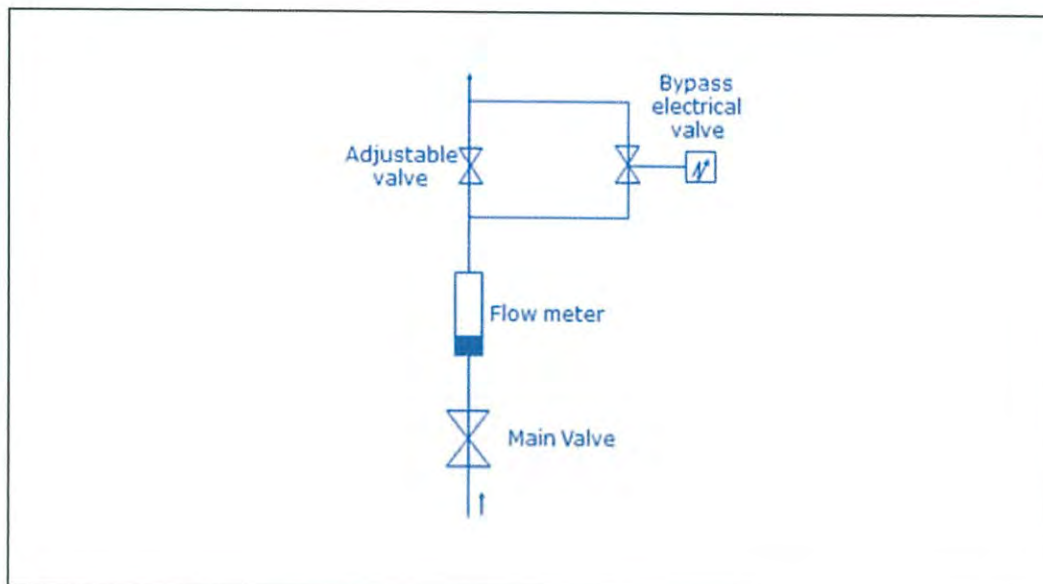 Bypass
electrical
valve
Adjustable
valve
Flow meter
Main Valve